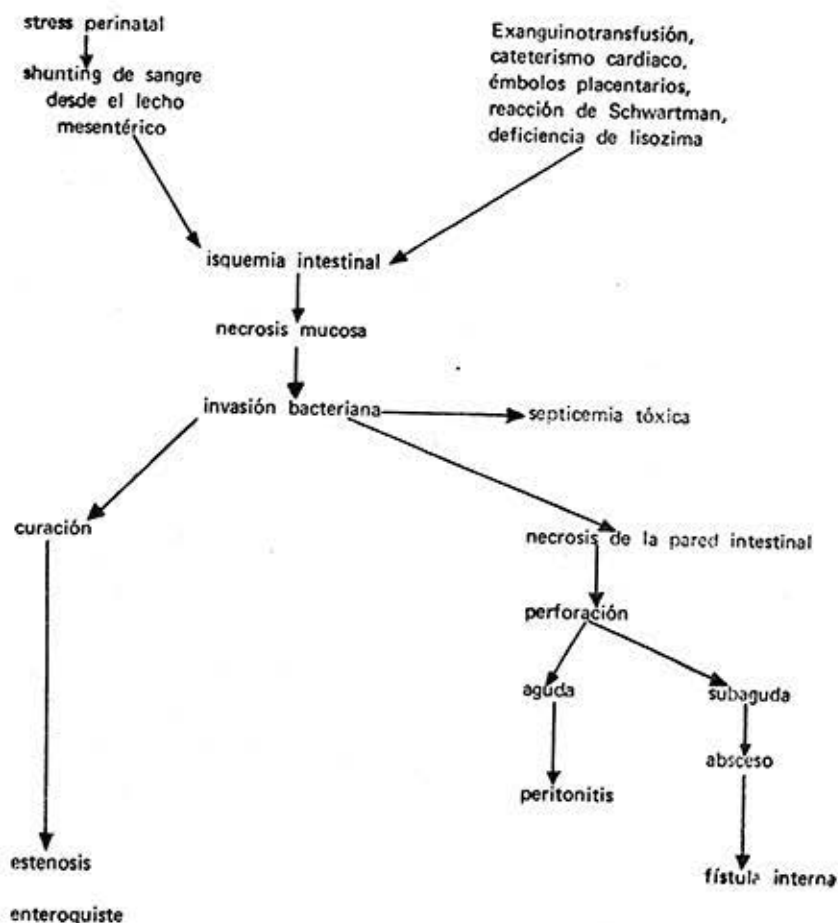 stress perinatal
shunting de sangre
desde el lecho
mesentérico
Exanguinotransfusión,
cateterismo cardiaco,
émbolos placentarios,
reacción de Schwartman,
deficiencia de lisozima
isquemia intestinal
necrosis mucosa
invasión bacteriana
septicemia tóxica
curación
necrosis de la pared intestinal
perforación
aguda
subaguda
absceso
peritonitis
estenosis
fístula interna
enteroquiste